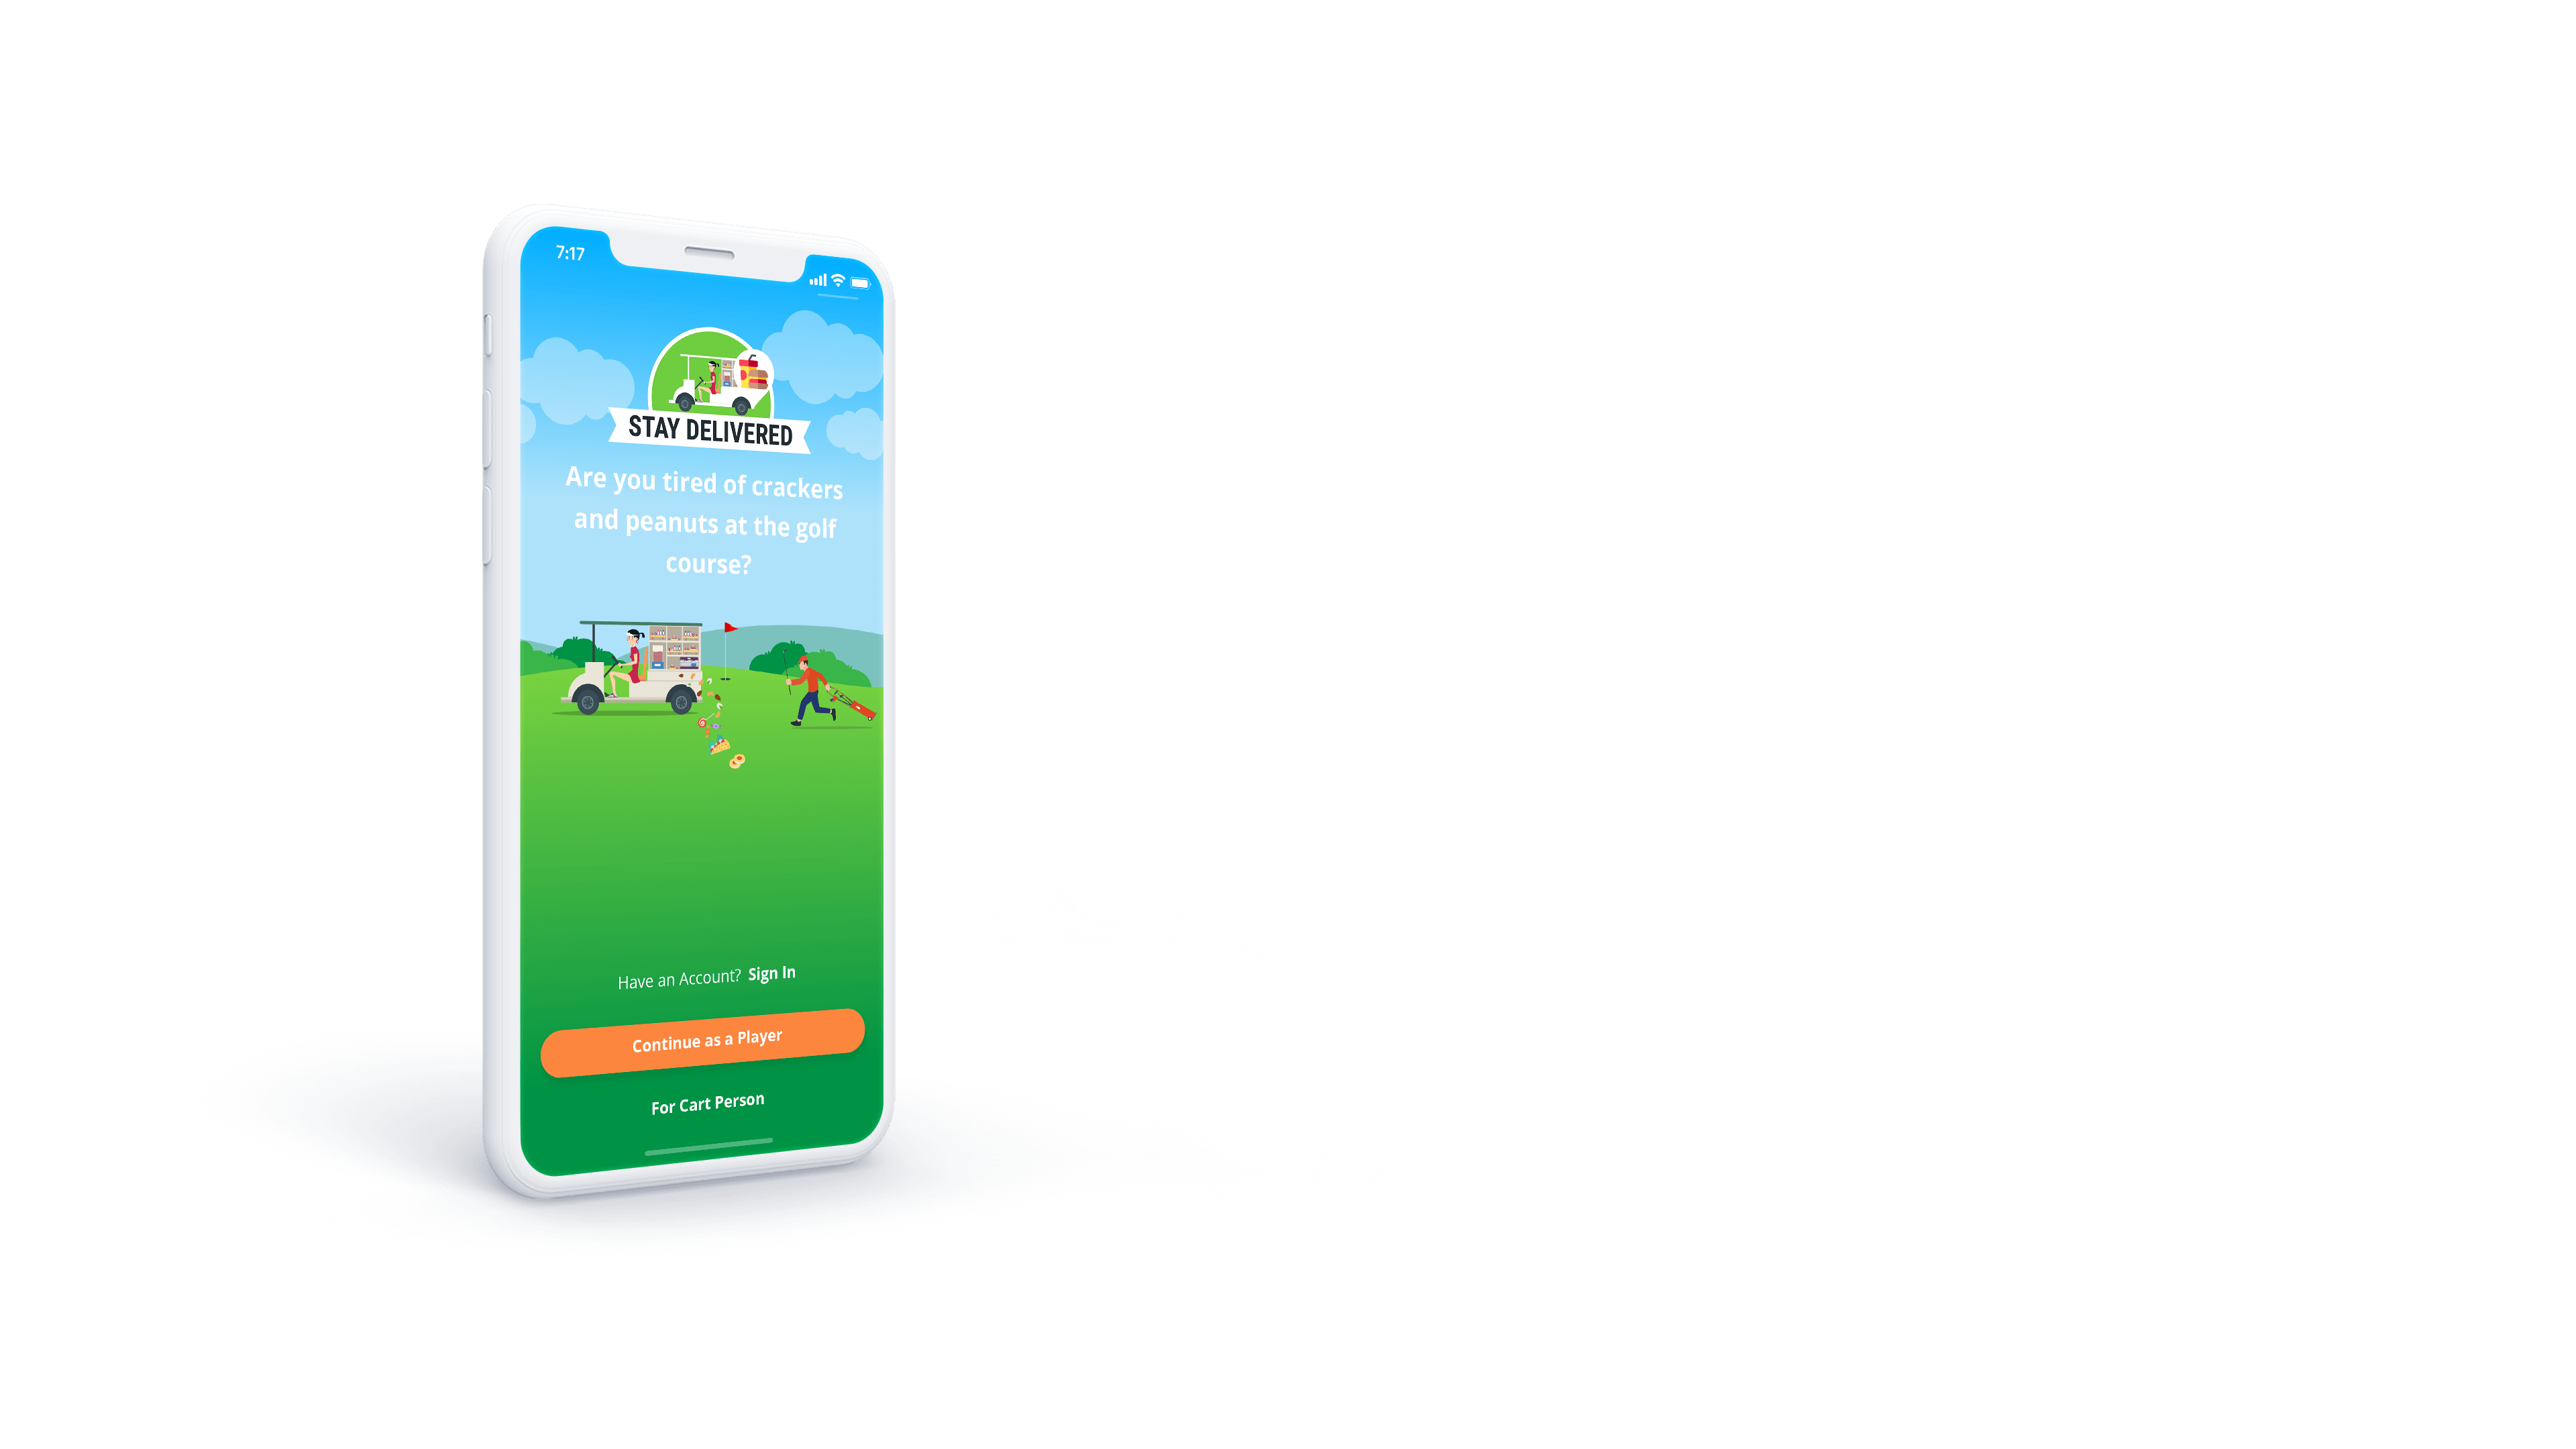 7:17
STAY DELIVERED
Are you tired of crackers
and peanuts at the golf
course?
Have an Account? Sign In
Continue as a Player
For Cart Person